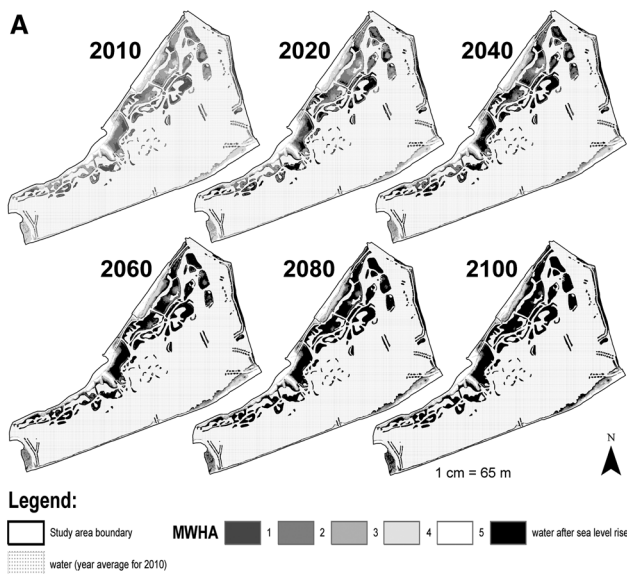 A
2010
2020
2040
2060
2080
2100
1 cm = 65 m
N
Legend:
Study area boundary
MWHA 1 2 3 4 5 water after sea level rise
water (year average for 2010)